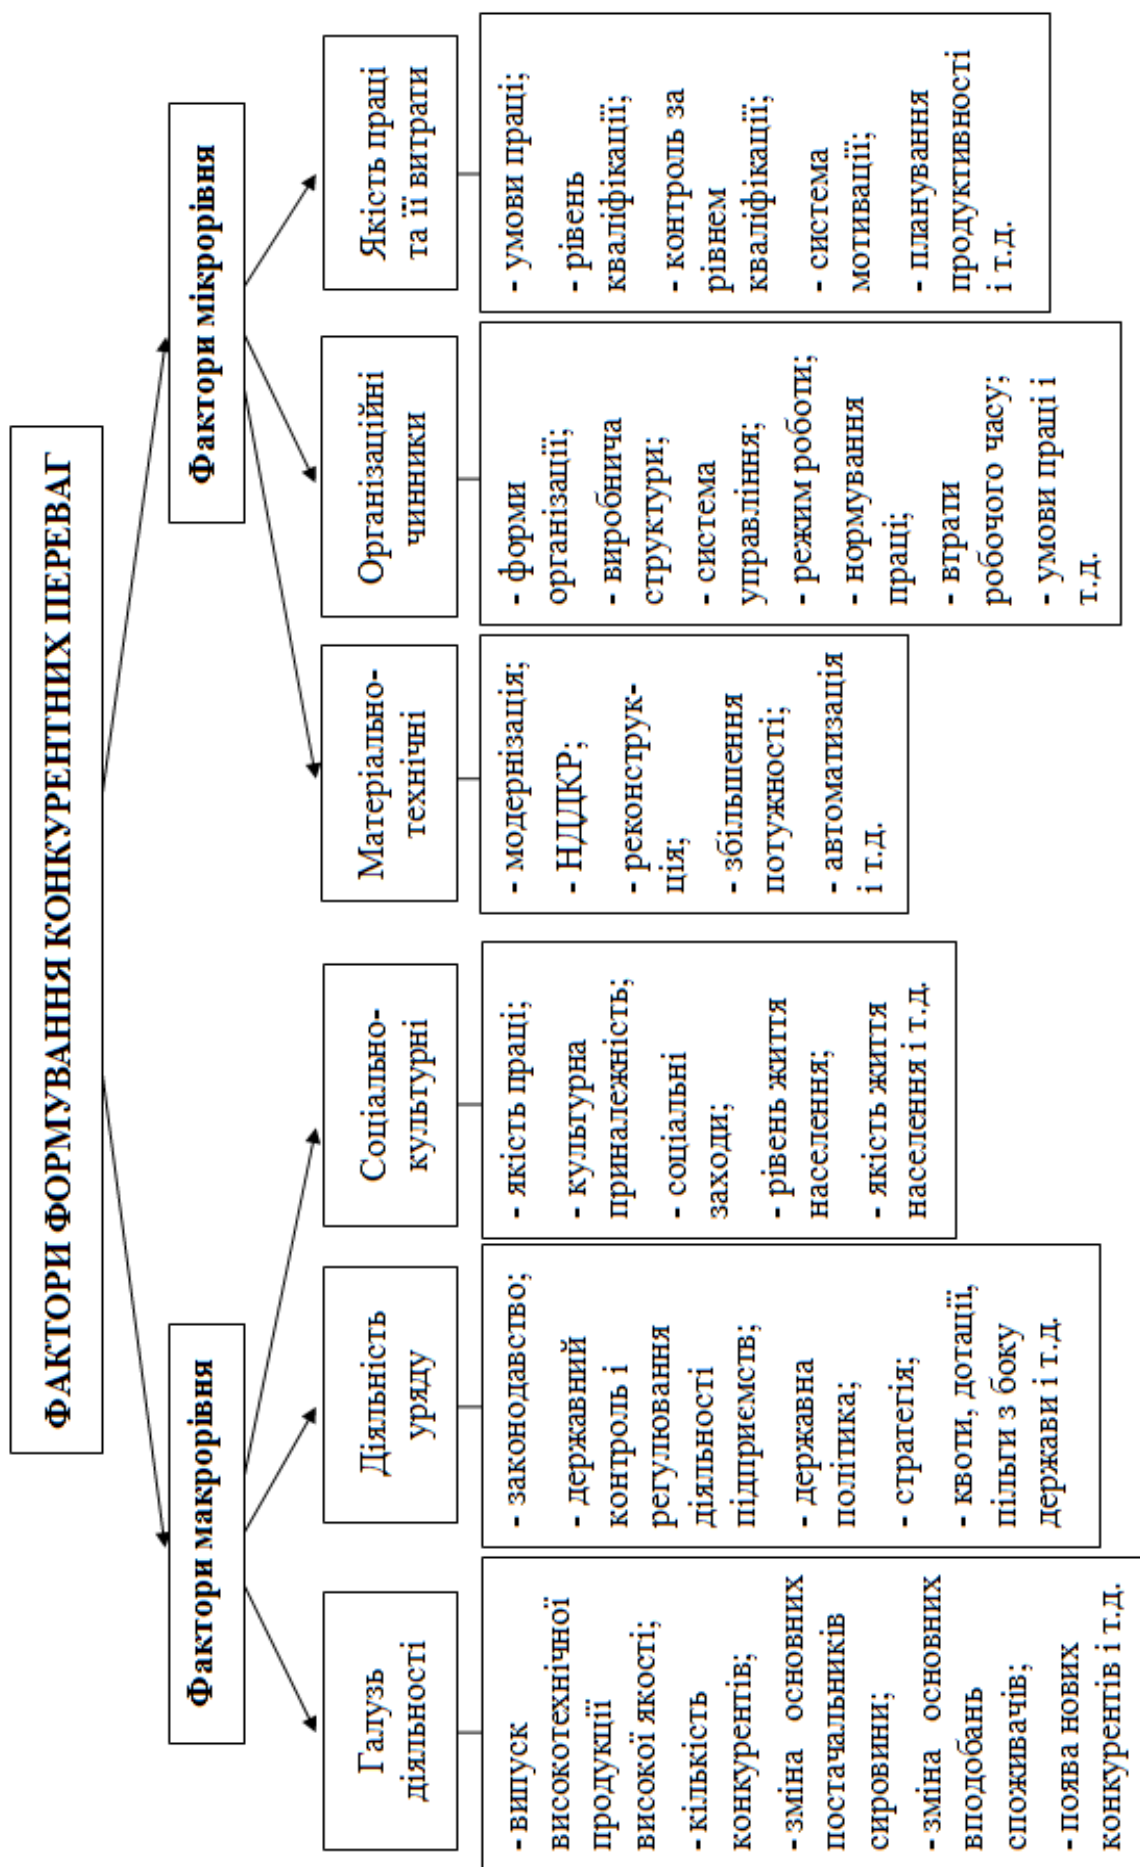 ФАКТОРИ ФОРМУВАННЯ КОНКУРЕНТНИХ ПЕРЕВАГ
Фактори макрорівня
Фактори мікрорівня
Галузь
діяльності
Діяльність
уряду
Соціально-
культурні
Матеріально-
технічні
Організаційні
чинники
Якість праці
та її витрати
- випуск
високотехнічної
продукції
високої якості;
- кількість
конкурентів;
- зміна основних
постачальників
сировини;
- зміна основних
вподобань
споживачів;
- поява нових
конкурентів і т.д.
- законодавство;
- державний
контроль і
регулювання
діяльності
підприємств;
- державна
політика;
- стратегія;
- квоти, дотації,
пільги з боку
держави і т.д.
- якість праці;
- культурна
приналежність;
- соціальні
заходи;
- рівень життя
населення;
- якість життя
населення і т.д.
- модернізація;
- НДДКР;
- реконструк-
ція;
- збільшення
потужності;
- автоматизація
і т.д.
- форми
організації;
- виробнича
структури;
- система
управління;
- режим роботи;
- нормування
праці;
- втрати
робочого часу;
- умови праці і
т.д.
- умови праці;
- рівень
кваліфікації;
- контроль за
рівнем
кваліфікації;
- система
мотивації;
- планування
продуктивності
і т.д.